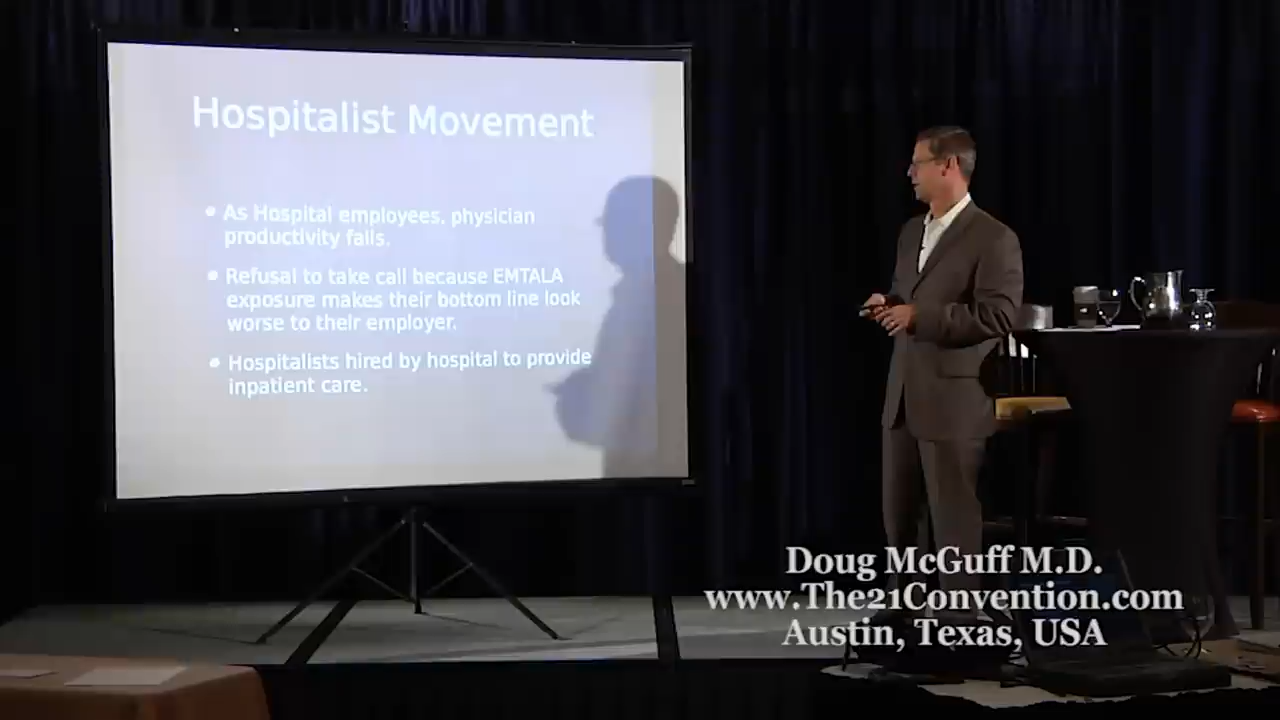 Hospitalist Movement
As Hospital employees, physician
productivity falls.
Refusal to take call because EMTALA
exposure makes their bottom line look
worse to their employer.
Hospitalists hired by hospital to provide
inpatient care.
Doug McGuff M.D.
www.The21Convention.com
Austin, Texas, USA